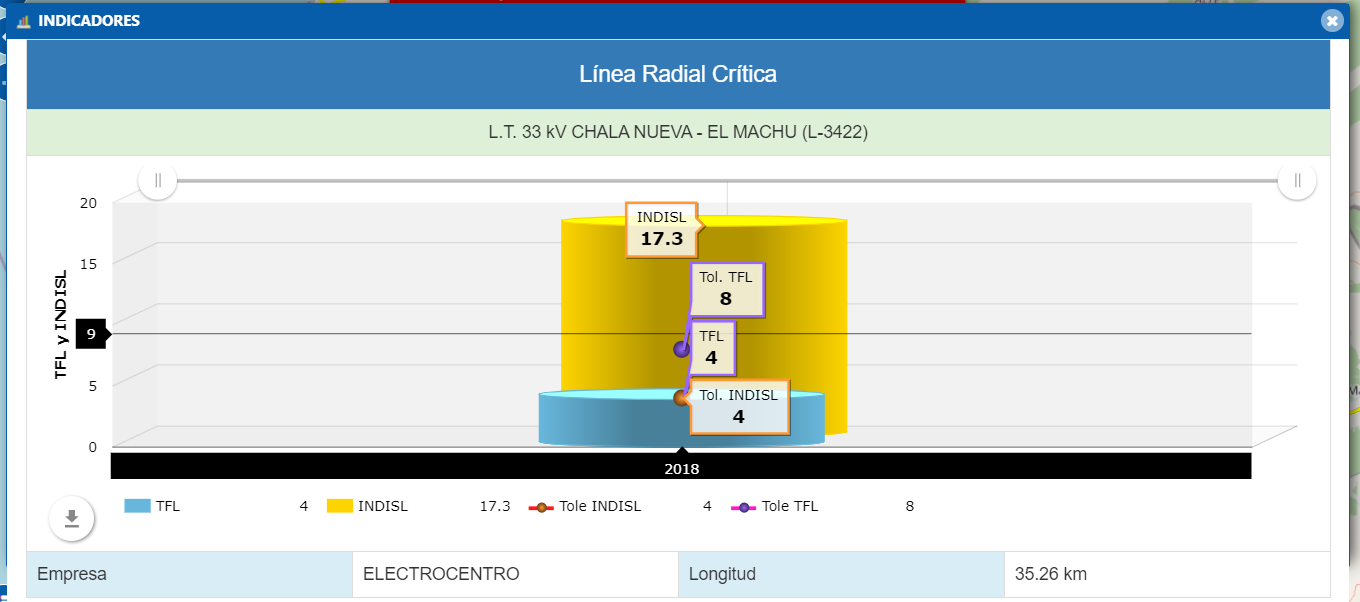 INDICADORES
Línea Radial Crítica
L.T. 33 kV CHALA NUEVA - EL MACHU (L-3422)
20
15
9
5
0
TFL y INDISL
INDISL
17.3
Tol. TFL
8
TFL
4
Tol. INDISL
4
2018
TFL 4 INDISL 17.3 Tole INDISL 4 Tole TFL 8
Empresa ELECTROCENTRO Longitud 35.26 km